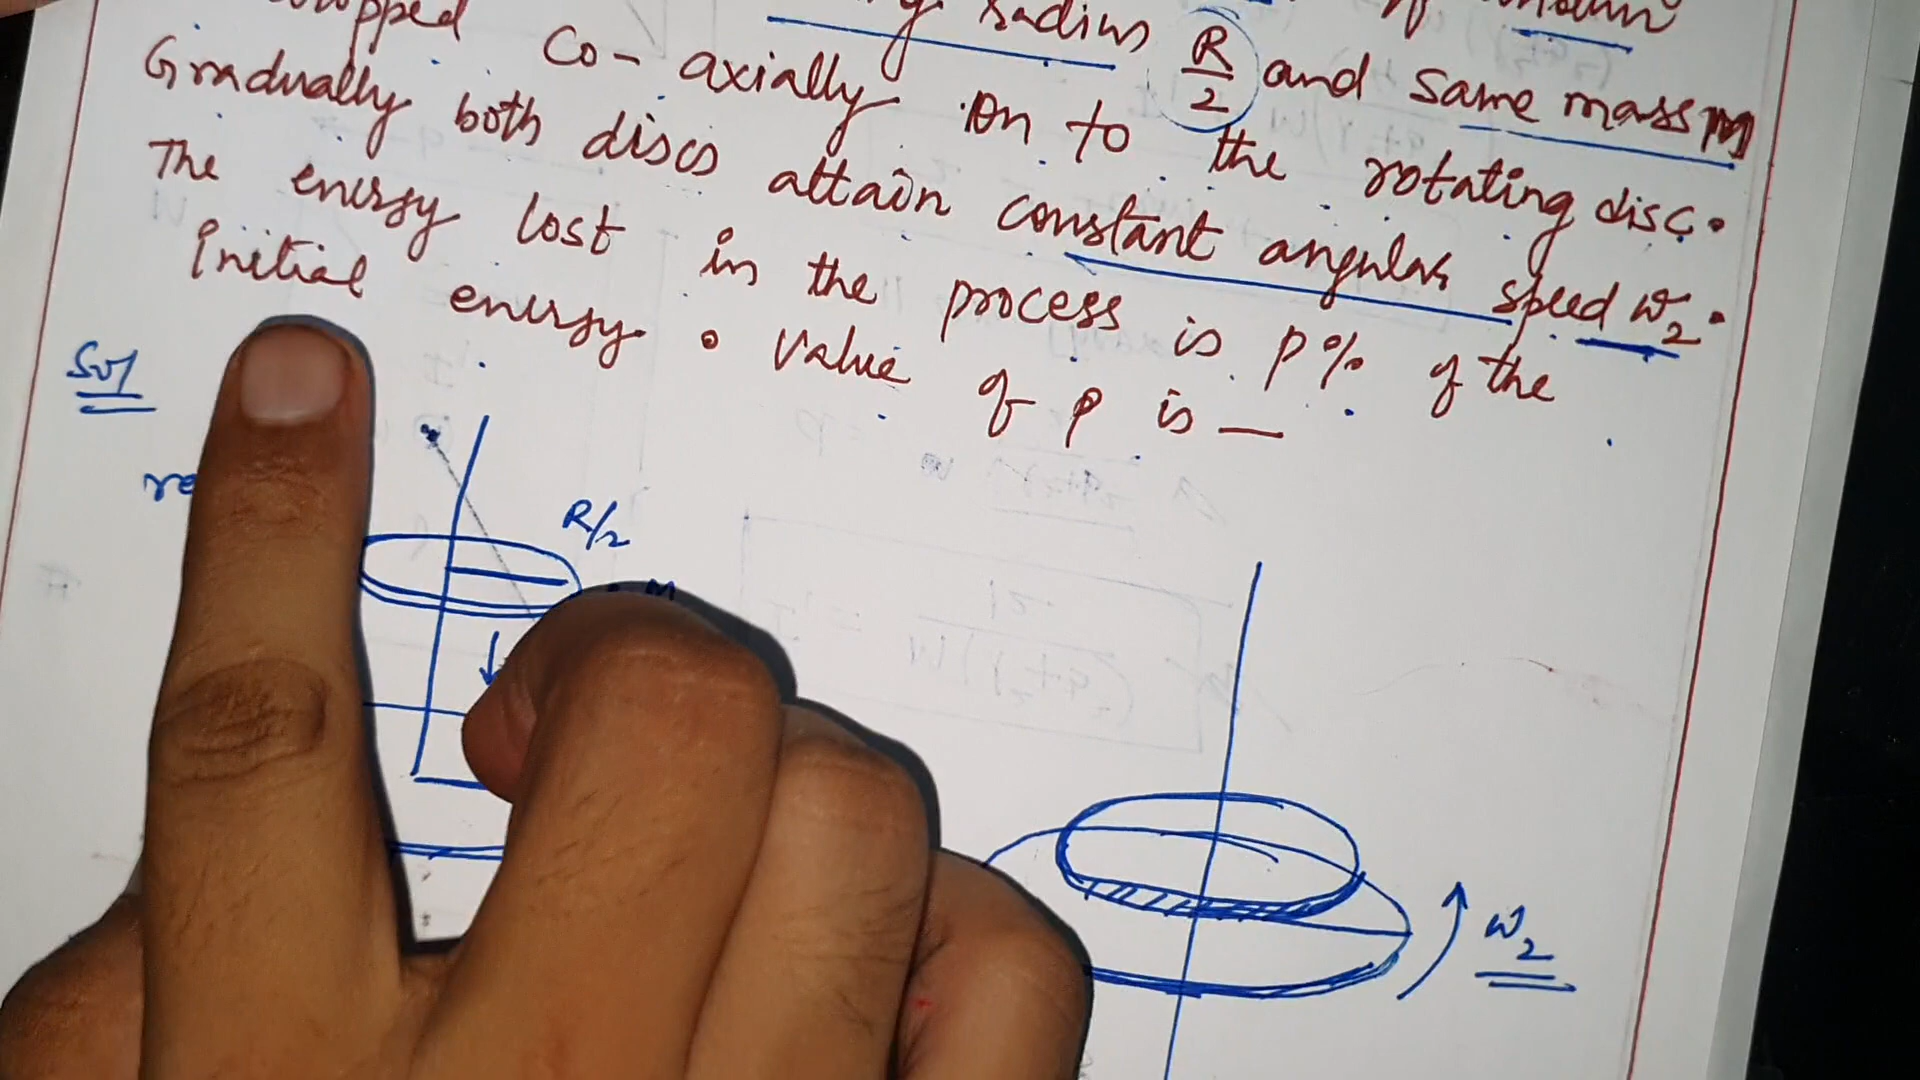 radius R/2 and same mass M
Co-axially on to the rotating disc.
Gradually both discs attain constant angular speed ω₂.
The energy lost in the process is p% of the
Initial energy. Value of p is __
Sol
R/2
M
ω₂